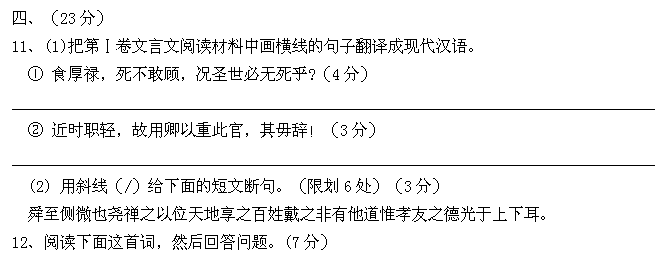 四、（23分）
11、(1)把第Ⅰ卷文言文阅读材料中画横线的句子翻译成现代汉语。
① 食厚禄，死不敢顾，况圣世必无死乎?（4分）
② 近时职轻，故用卿以重此官，其毋辞!（3分）
(2) 用斜线（/）给下面的短文断句。（限划6处）（3分）
舜至侧微也尧禅之以位天地享之百姓戴之非有他道惟孝友之德光于上下耳。
12、阅读下面这首词，然后回答问题。(7分）